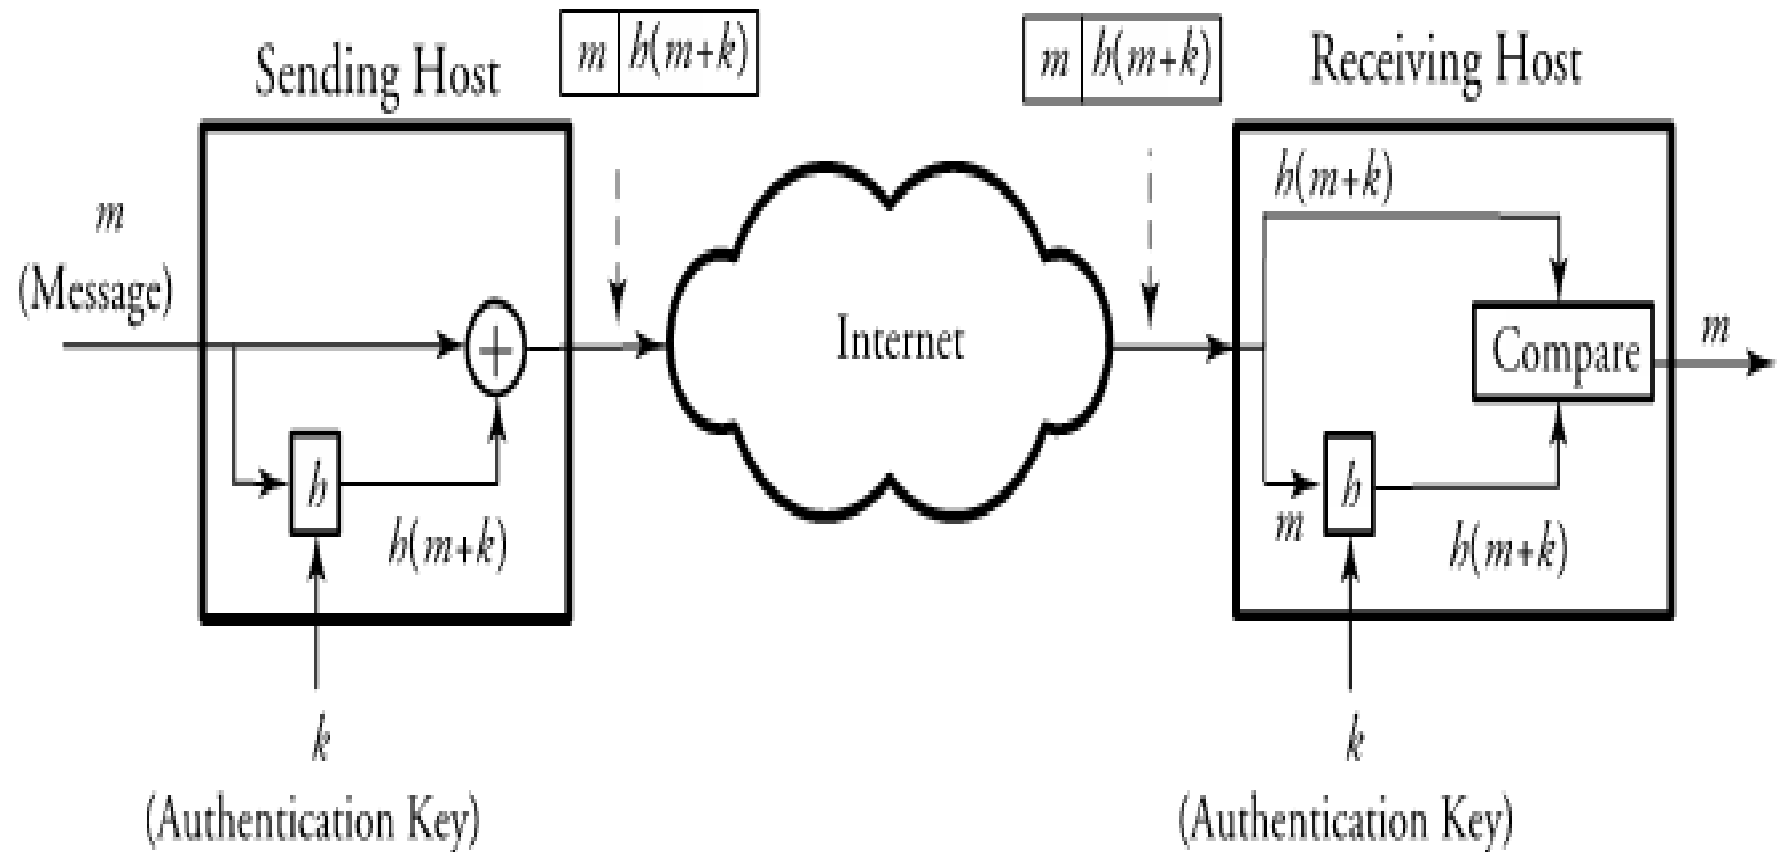 Sending Host
m h(m+k)
m h(m+k)
Receiving Host
m
(Message)
+
h
h(m+k)
k
(Authentication Key)
Internet
h(m+k)
Compare
m
h
m
h(m+k)
k
(Authentication Key)